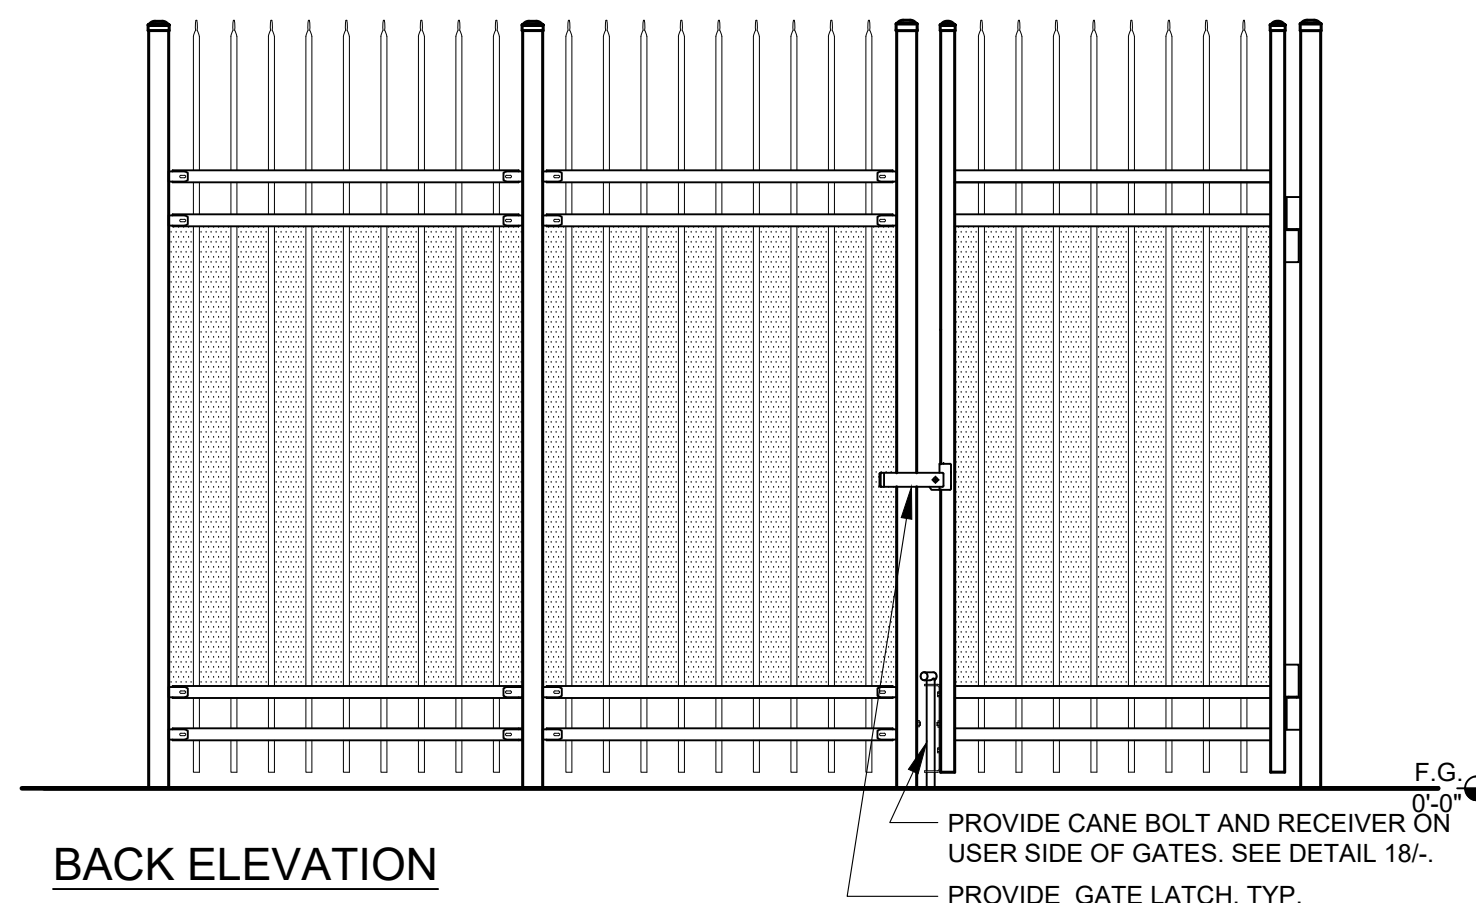 F.G.
0'-0"
PROVIDE CANE BOLT AND RECEIVER ON
USER SIDE OF GATES. SEE DETAIL 18/-.
BACK ELEVATION
PROVIDE GATE LATCH, TYP.